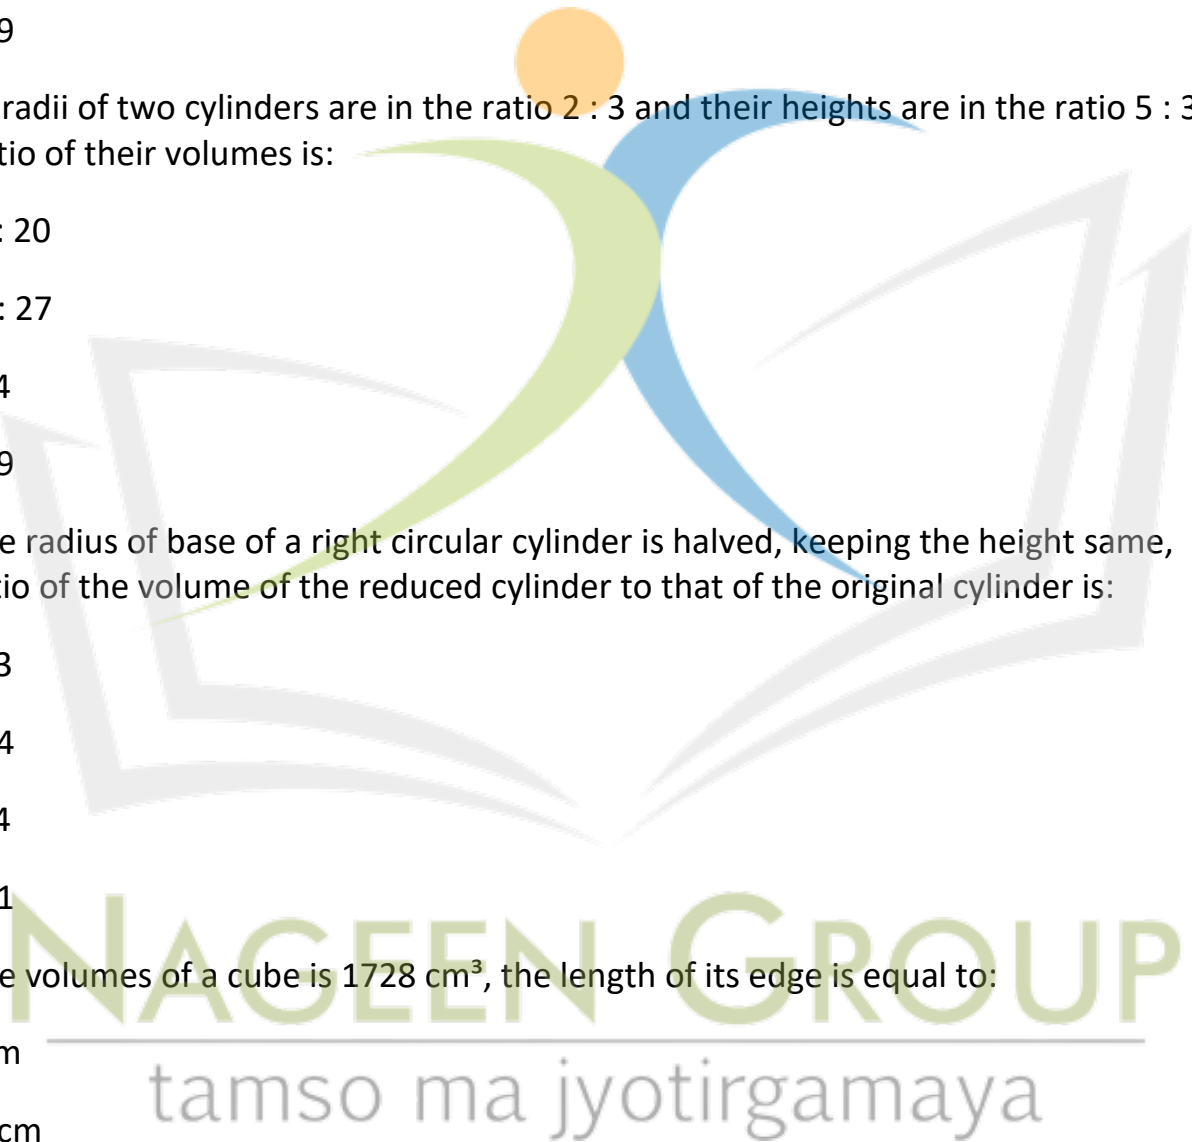 9
radii of two cylinders are in the ratio 2 : 3 and their heights are in the ratio 5 : 3
tio of their volumes is:
: 20
: 27
4
9
e radius of base of a right circular cylinder is halved, keeping the height same,
tio of the volume of the reduced cylinder to that of the original cylinder is:
3
4
4
1
NAGEEN GROUP
e volumes of a cube is 1728 cm³, the length of its edge is equal to:
m
tamso ma jyotirgamaya
cm